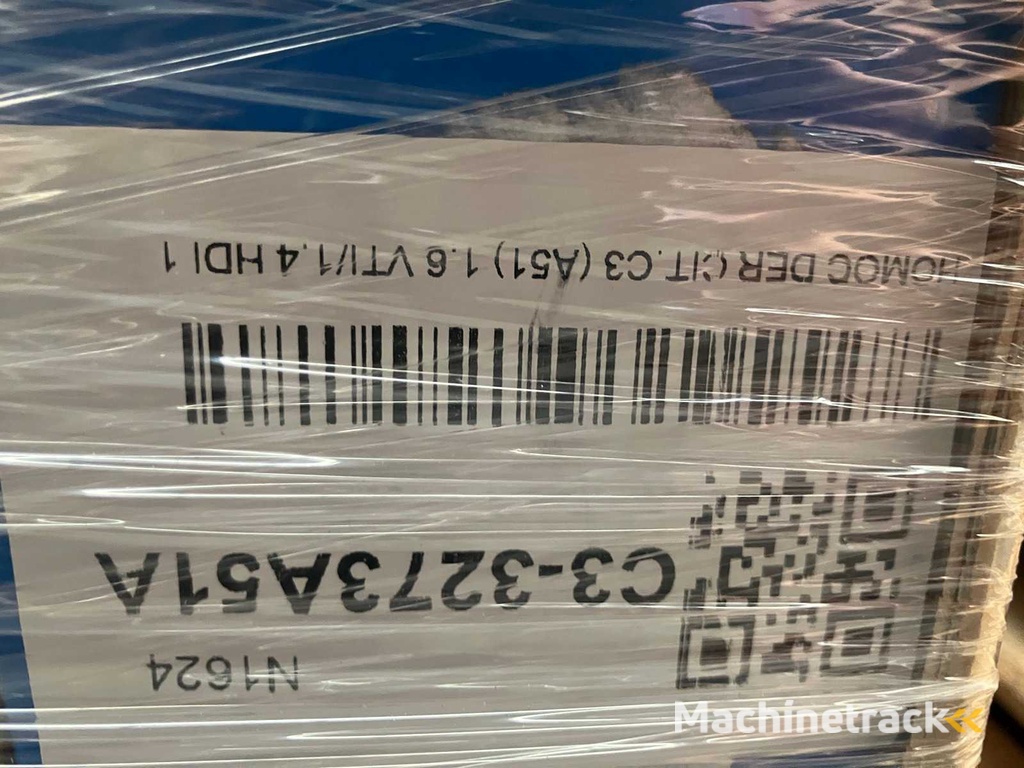 N1624
C3-3273A51A
HOMOC DER CIT.C3 (A51) 1.6 VTI/1.4 HDI 1
Machinetrack